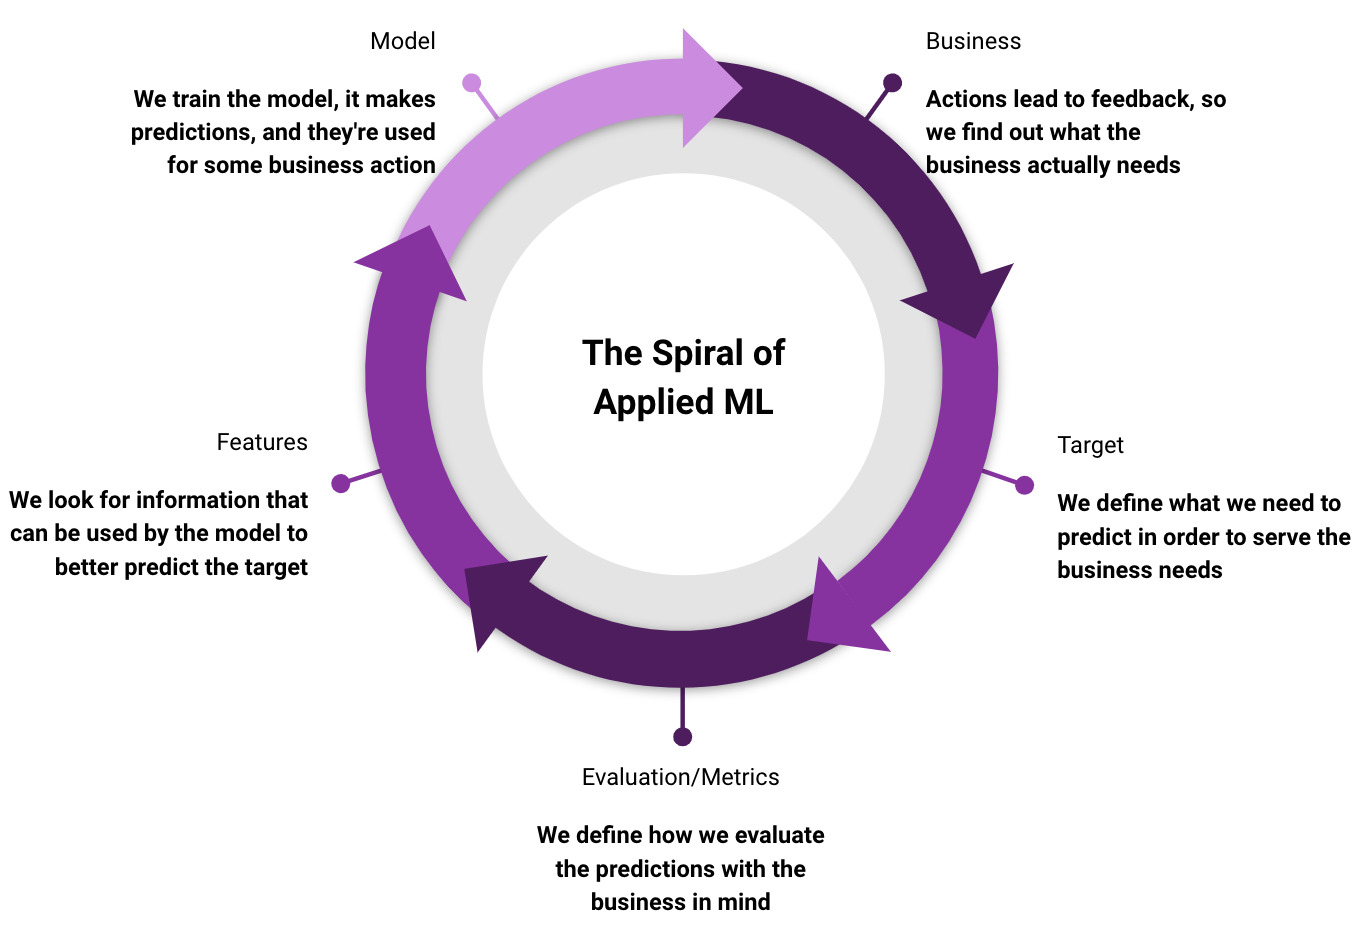 Model
We train the model, it makes
predictions, and they're used
for some business action
Business
Actions lead to feedback, so
we find out what the
business actually needs
The Spiral of
Applied ML
Features
We look for information that
can be used by the model to
better predict the target
Target
We define what we need to
predict in order to serve the
business needs
Evaluation/Metrics
We define how we evaluate
the predictions with the
business in mind